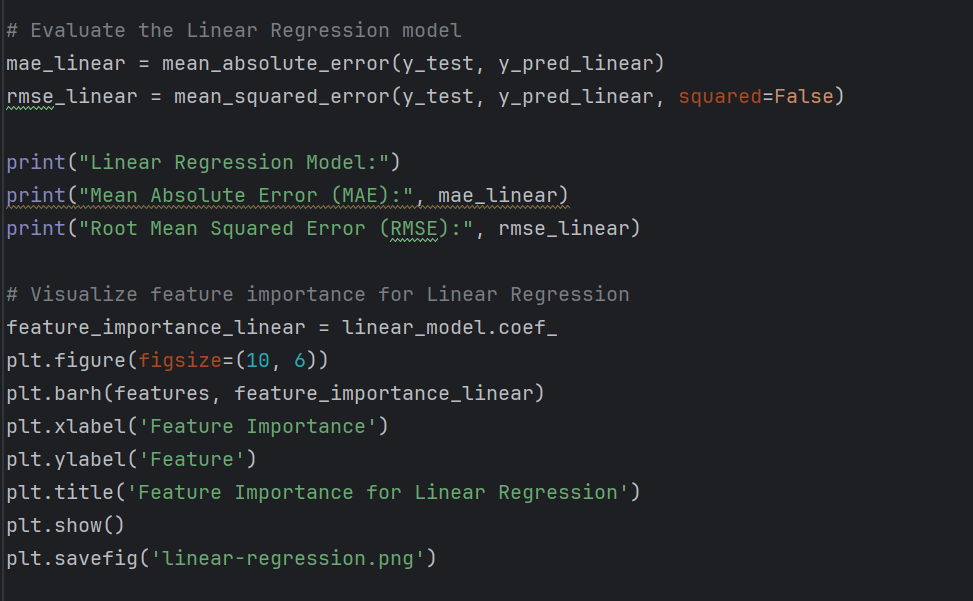 # Evaluate the Linear Regression model
mae_linear = mean_absolute_error(y_test, y_pred_linear)
rmse_linear = mean_squared_error(y_test, y_pred_linear, squared=False)
print("Linear Regression Model:")
print("Mean Absolute Error (MAE):", mae_linear)
print("Root Mean Squared Error (RMSE):", rmse_linear)
# Visualize feature importance for Linear Regression
feature_importance_linear = linear_model.coef_
plt.figure(figsize=(10, 6))
plt.barh(features, feature_importance_linear)
plt.xlabel('Feature Importance')
plt.ylabel('Feature')
plt.title('Feature Importance for Linear Regression')
plt.show()
plt.savefig('linear-regression.png')